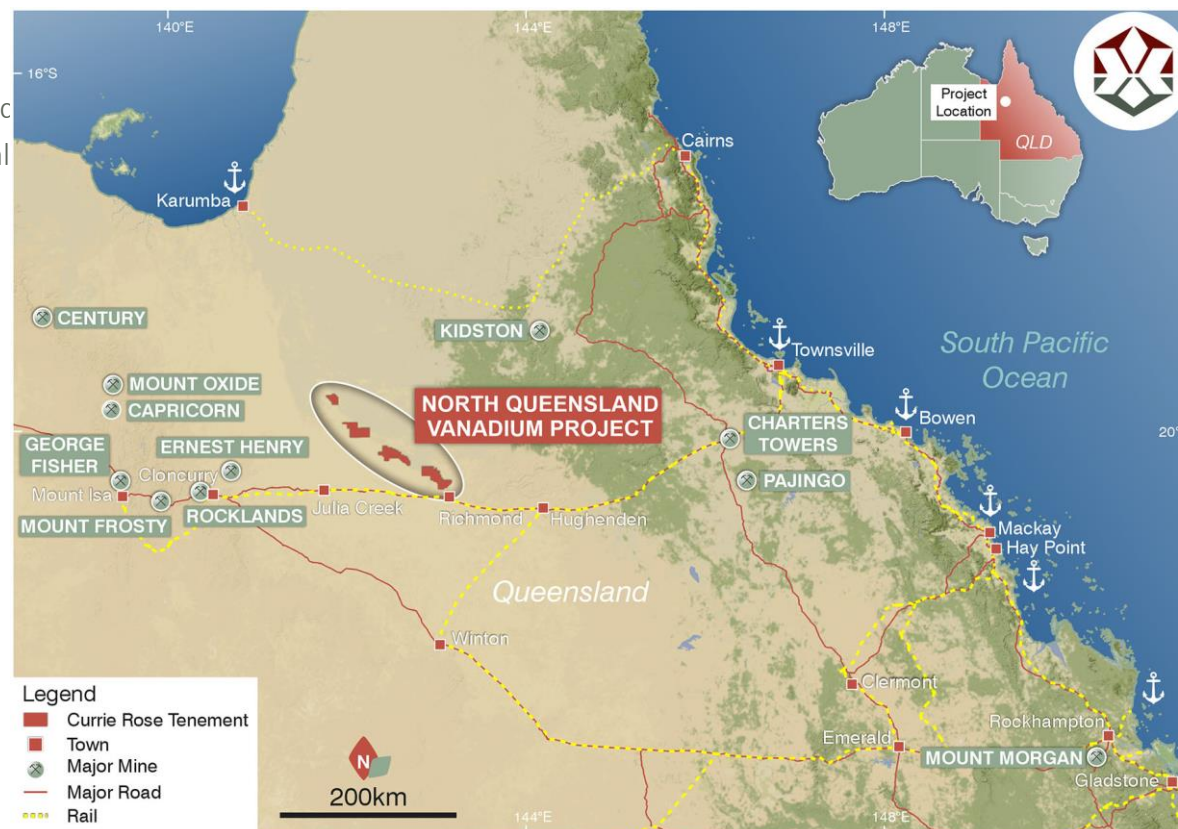 140°E
144°E
148°E
16°S
c
al
Project
Location
QLD
Cairns
Karumba
CENTURY
KIDSTON
Townsville
South Pacific
Ocean
MOUNT OXIDE
CAPRICORN
NORTH QUEENSLAND
VANADIUM PROJECT
Bowen
20°
CHARTERS
TOWERS
GEORGE
FISHER
ERNEST HENRY
Cloncurry
PAJINGO
Mount Isa
MOUNT FROSTY
ROCKLANDS
Julia Creek
Richmond
Hughenden
Mackay
Hay Point
Queensland
Winton
Clermont
Rockhampton
Emerald
MOUNT MORGAN
Gladstone
Legend
Currie Rose Tenement
Town
Major Mine
Major Road
Rail
N
200km
144°E
148°E